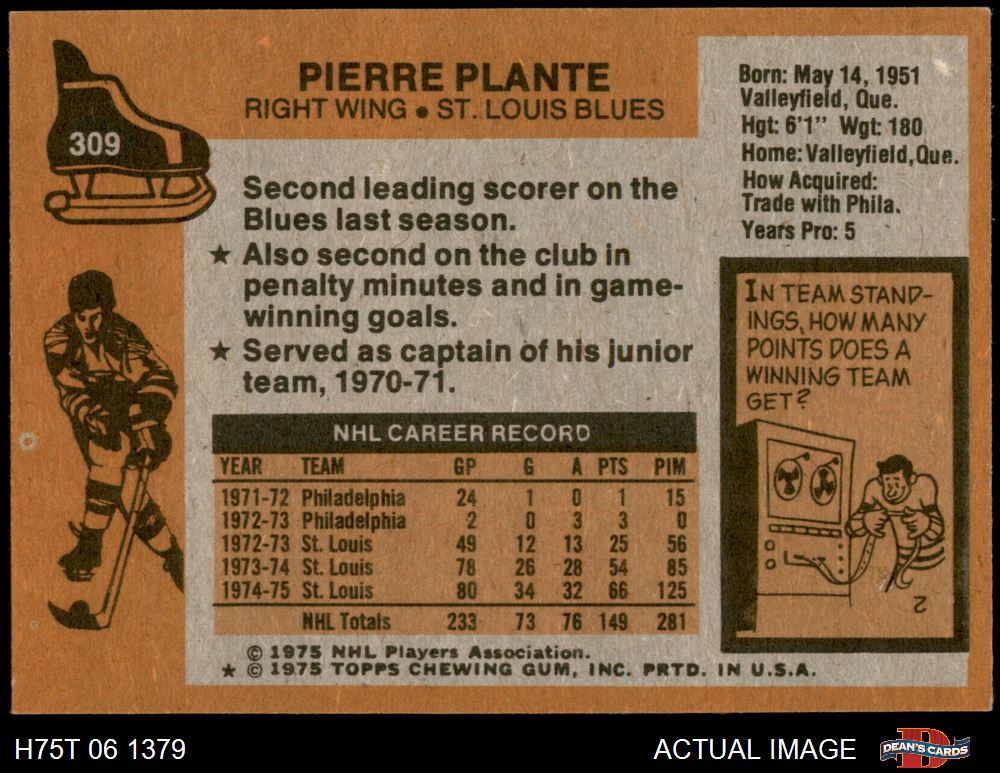 309
PIERRE PLANTE
RIGHT WING • ST. LOUIS BLUES
Born: May 14, 1951
Valleyfield, Que.
Hgt: 6'1" Wgt: 180
Home: Valleyfield, Que.
How Acquired:
Trade with Phila.
Years Pro: 5
Second leading scorer on the
Blues last season.
★ Also second on the club in
penalty minutes and in game-
winning goals.
★ Served as captain of his junior
team, 1970-71.
NHL CAREER RECORD
YEAR TEAM GP G A PTS PIM
1971-72 Philadelphia 24 1 0 1 15
1972-73 Philadelphia 2 0 3 3 0
1972-73 St. Louis 49 12 13 25 56
1973-74 St. Louis 78 26 28 54 85
1974-75 St. Louis 80 34 32 66 125
NHL Totals 233 73 76 149 281
IN TEAM STAND-
INGS, HOW MANY
POINTS DOES A
WINNING TEAM
GET?
2
© 1975 NHL Players Association.
★ © 1975 TOPPS CHEWING GUM, INC. PRTD. IN U.S.A.
H75T 06 1379
ACTUAL IMAGE
D
DEAN'S CARDS